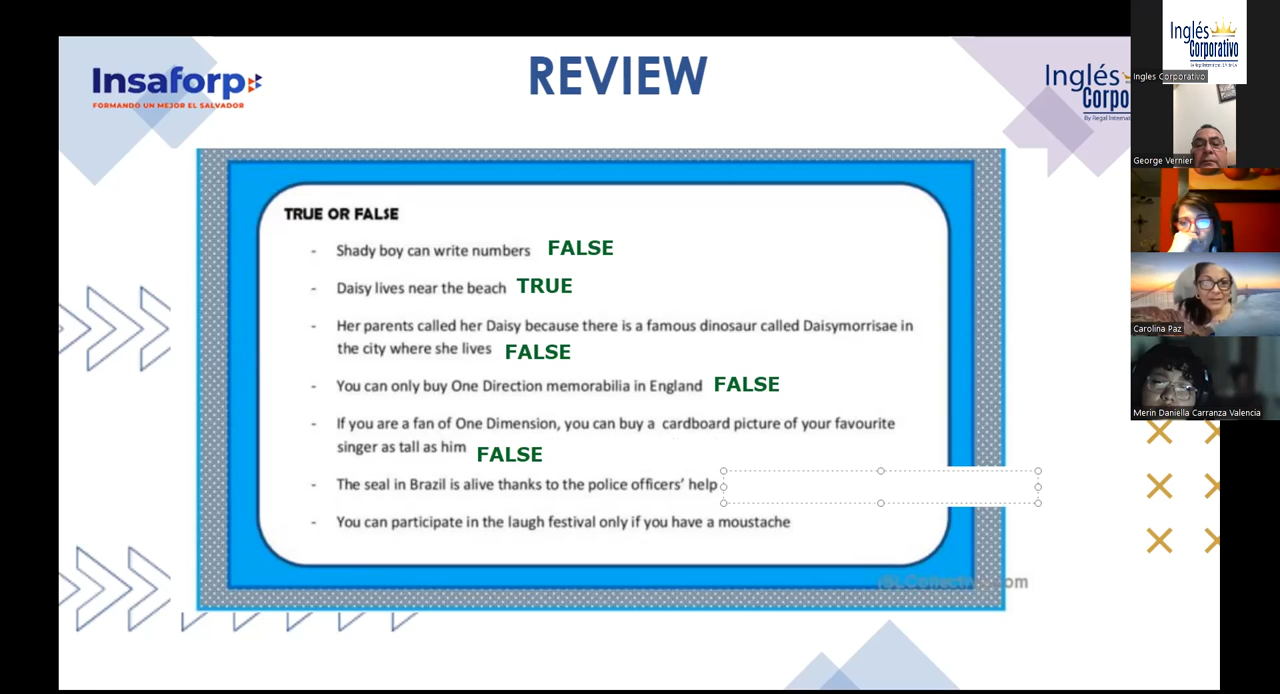 REVIEW
Insaforp
FORMANDO UN MEJOR EL SALVADOR
Inglés
Corpo
By Regal Internat
TRUE OR FALSE
- Shady boy can write numbers FALSE
- Daisy lives near the beach TRUE
- Her parents called her Daisy because there is a famous dinosaur called Daisymorrisae in
the city where she lives FALSE
- You can only buy One Direction memorabilia in England FALSE
- If you are a fan of One Dimension, you can buy a cardboard picture of your favourite
singer as tall as him FALSE
- The seal in Brazil is alive thanks to the police officers' help
- You can participate in the laugh festival only if you have a moustache
Inglés
Corporativo
Ingles Corporativo
George Vernier
Carolina Paz
Merin Daniella Carranza Valencia